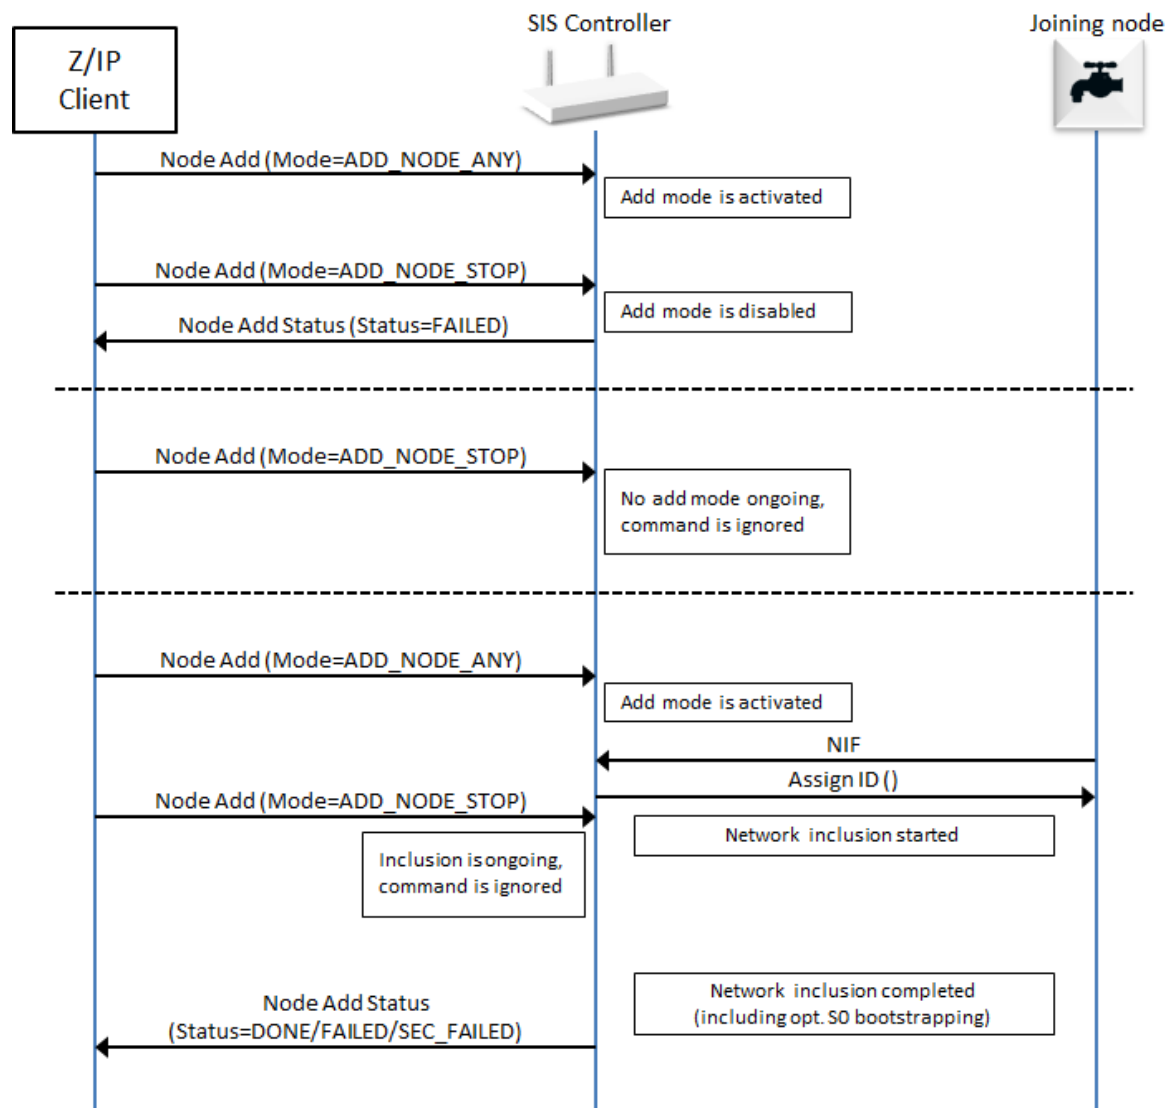 SIS Controller
Joining node
Z/IP
Client
Node Add (Mode=ADD_NODE_ANY)
Add mode is activated
Node Add (Mode=ADD_NODE_STOP)
Add mode is disabled
Node Add Status (Status=FAILED)
Node Add (Mode=ADD_NODE_STOP)
No add mode ongoing,
command is ignored
Node Add (Mode=ADD_NODE_ANY)
Add mode is activated
NIF
Assign ID ()
Node Add (Mode=ADD_NODE_STOP)
Network inclusion started
Inclusion is ongoing,
command is ignored
Network inclusion completed
(including opt. S0 bootstrapping)
Node Add Status
(Status=DONE/FAILED/SEC_FAILED)